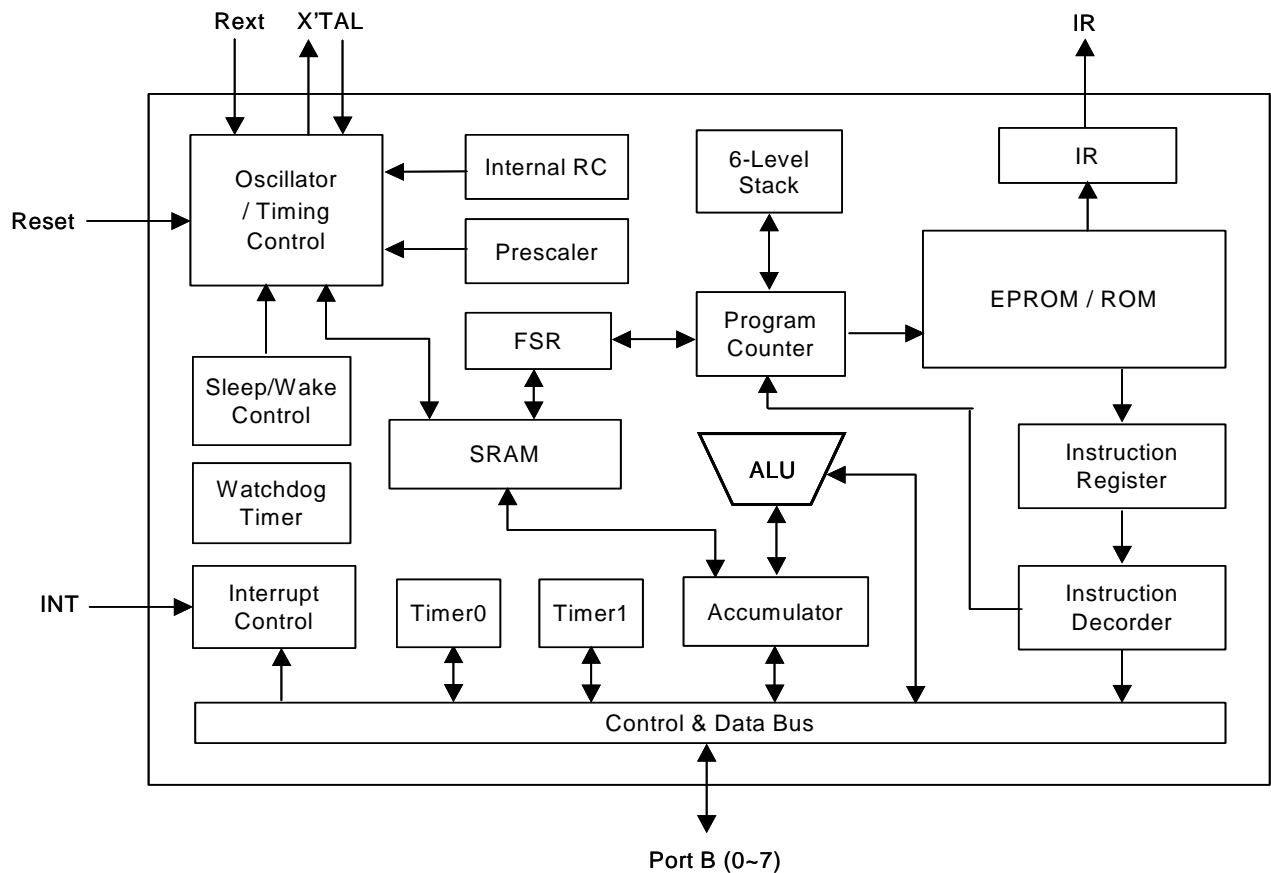 Rext
X'TAL
IR
Oscillator
/ Timing
Control
Internal RC
6-Level
Stack
IR
Reset
Prescaler
EPROM / ROM
FSR
Program
Counter
Sleep/Wake
Control
SRAM
ALU
Instruction
Register
Watchdog
Timer
INT
Interrupt
Control
Timer0
Timer1
Accumulator
Instruction
Decorder
Control & Data Bus
Port B (0~7)